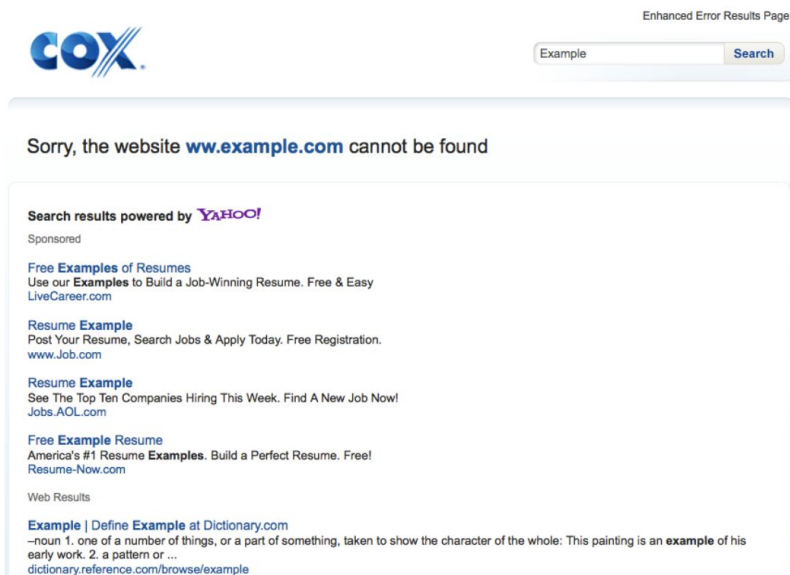 Enhanced Error Results Page
COX.
Example
Search
Sorry, the website ww.example.com cannot be found
Search results powered by YAHOO!
Sponsored
Free Examples of Resumes
Use our Examples to Build a Job-Winning Resume. Free & Easy
LiveCareer.com
Resume Example
Post Your Resume, Search Jobs & Apply Today. Free Registration.
www.Job.com
Resume Example
See The Top Ten Companies Hiring This Week. Find A New Job Now!
Jobs.AOL.com
Free Example Resume
America's #1 Resume Examples. Build a Perfect Resume. Free!
Resume-Now.com
Web Results
Example | Define Example at Dictionary.com
–noun 1. one of a number of things, or a part of something, taken to show the character of the whole: This painting is an example of his
early work. 2. a pattern or ...
dictionary.reference.com/browse/example